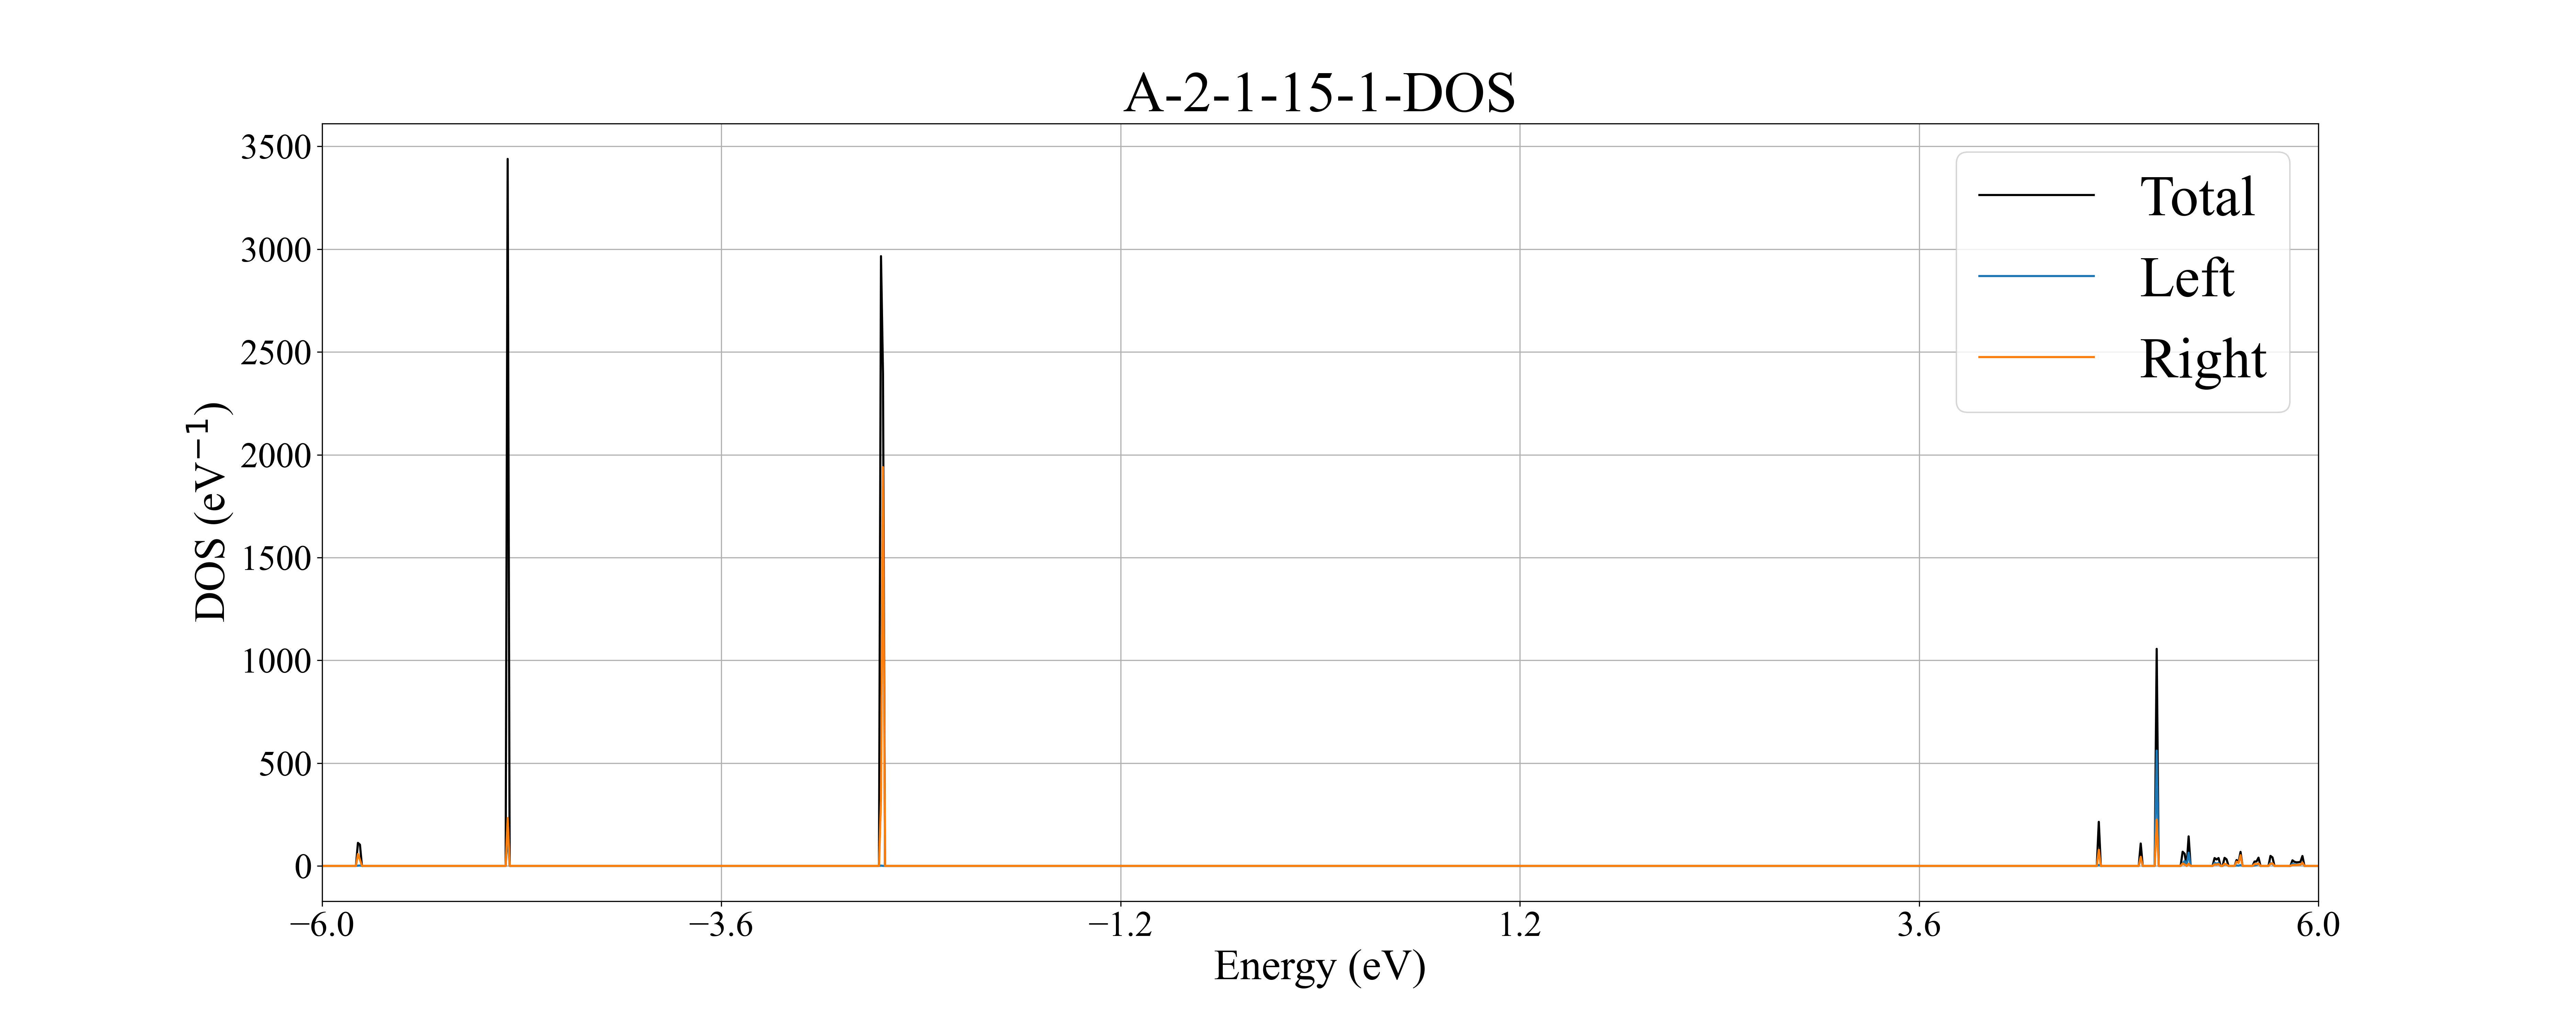 A-2-1-15-1-DOS
3500
3000
2500
2000
1500
1000
500
0
DOS (eV⁻¹)
Total
Left
Right
−6.0
−3.6
−1.2
1.2
3.6
6.0
Energy (eV)